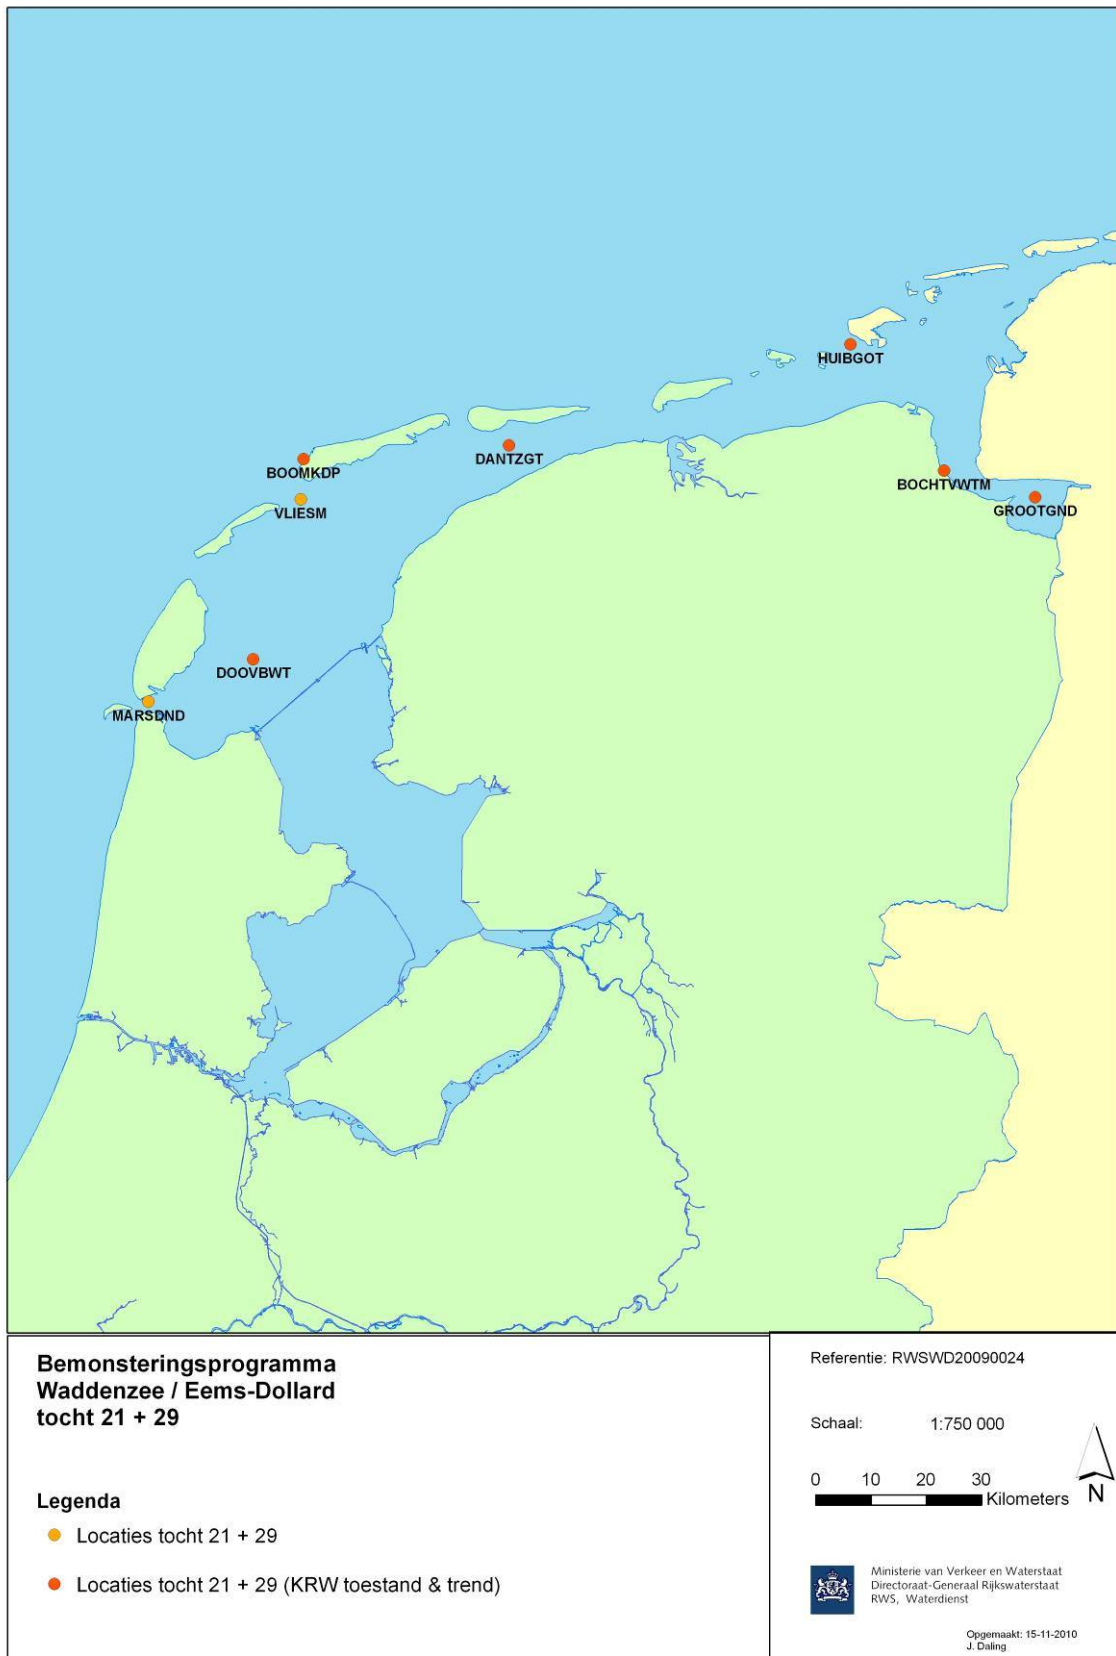 HUIBGOT
BOOMKDP
DANTZGT
VLIESM
BOCHTVWTM
GROOTGND
DOOVBWT
MARSDND
Bemonsteringsprogramma
Waddenzee / Eems-Dollard
tocht 21 + 29
Legenda
Locaties tocht 21 + 29
Locaties tocht 21 + 29 (KRW toestand & trend)
Referentie: RWSWD20090024
Schaal: 1:750 000
0 10 20 30
Kilometers
N
Ministerie van Verkeer en Waterstaat
Directoraat-Generaal Rijkswaterstaat
RWS, Waterdienst
Opgemaakt: 15-11-2010
J. Daling